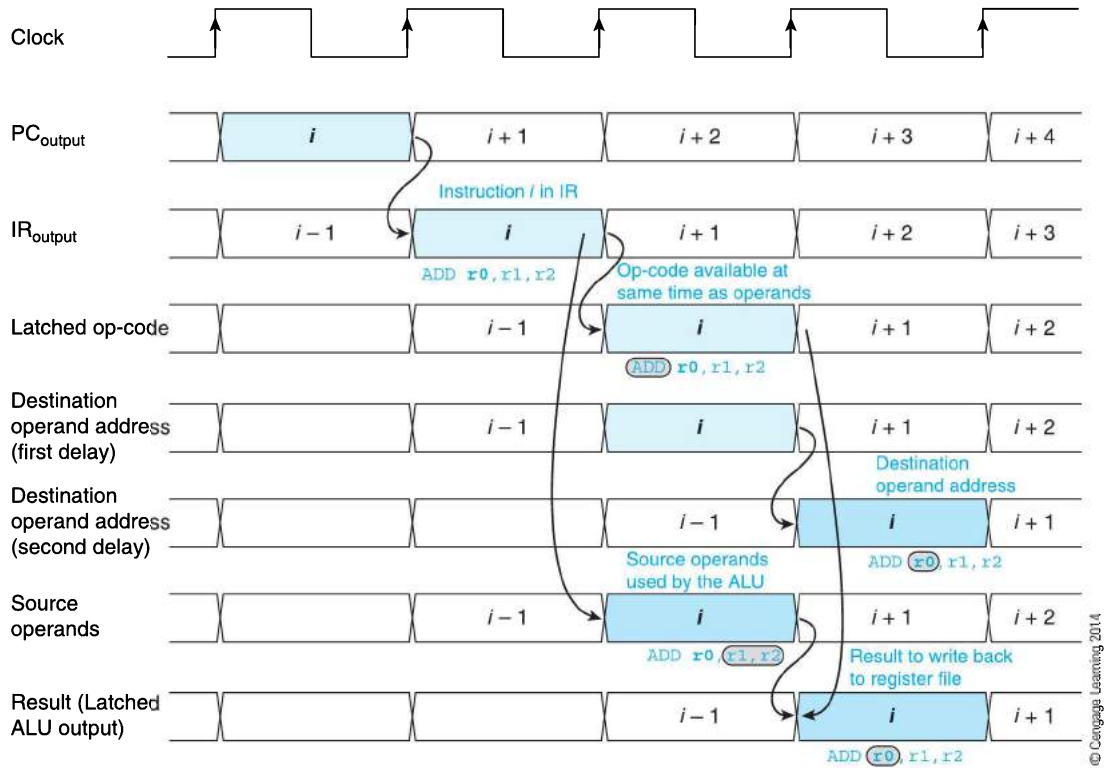 Clock
PCoutput
i
i + 1
i + 2
i + 3
i + 4
Instruction i in IR
IRoutput
i – 1
i
i + 1
i + 2
i + 3
ADD r0,r1,r2
Op-code available at
same time as operands
Latched op-code
i – 1
i
i + 1
i + 2
ADD r0,r1,r2
Destination
operand address
(first delay)
i – 1
i
i + 1
i + 2
Destination
operand address
Destination
operand address
(second delay)
i – 1
i
i + 1
ADD r0,r1,r2
Source operands
used by the ALU
Source
operands
i – 1
i
i + 1
i + 2
ADD r0,r1,r2
Result to write back
to register file
Result (Latched
ALU output)
i – 1
i
i + 1
ADD r0,r1,r2
© Cengage Learning 2014